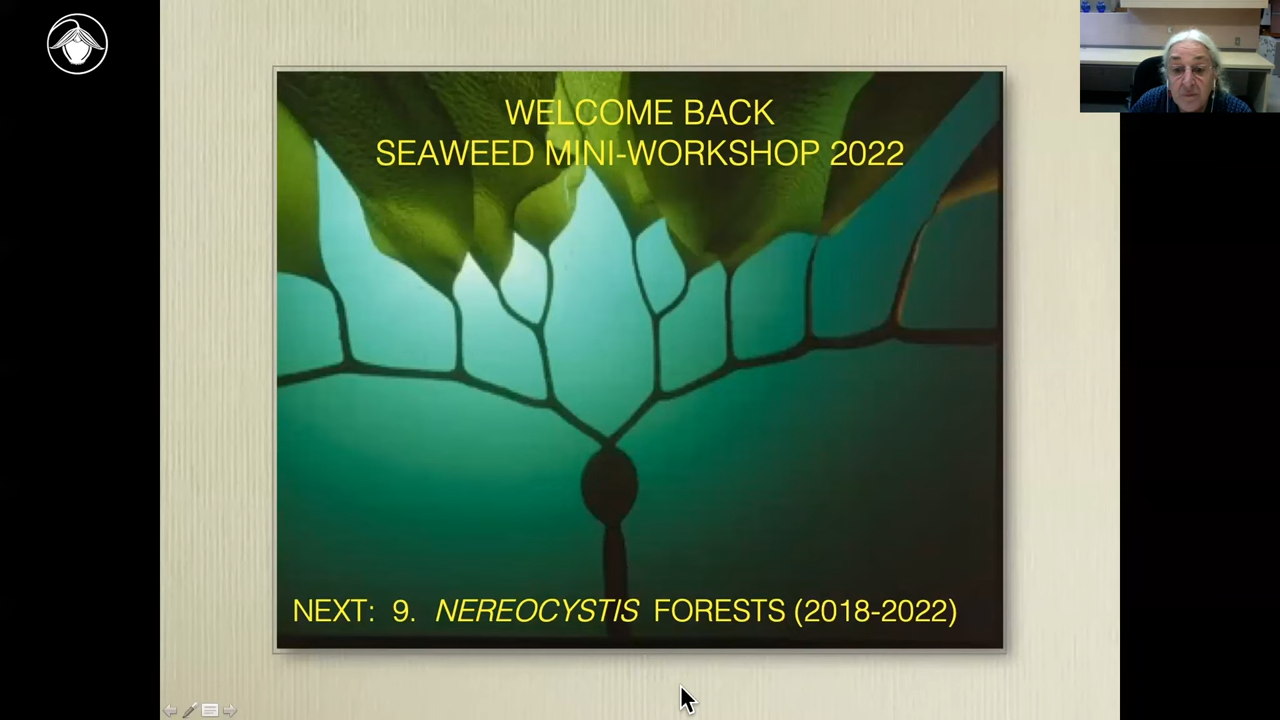 WELCOME BACK
SEAWEED MINI-WORKSHOP 2022
NEXT: 9. NEREOCYSTIS FORESTS (2018-2022)